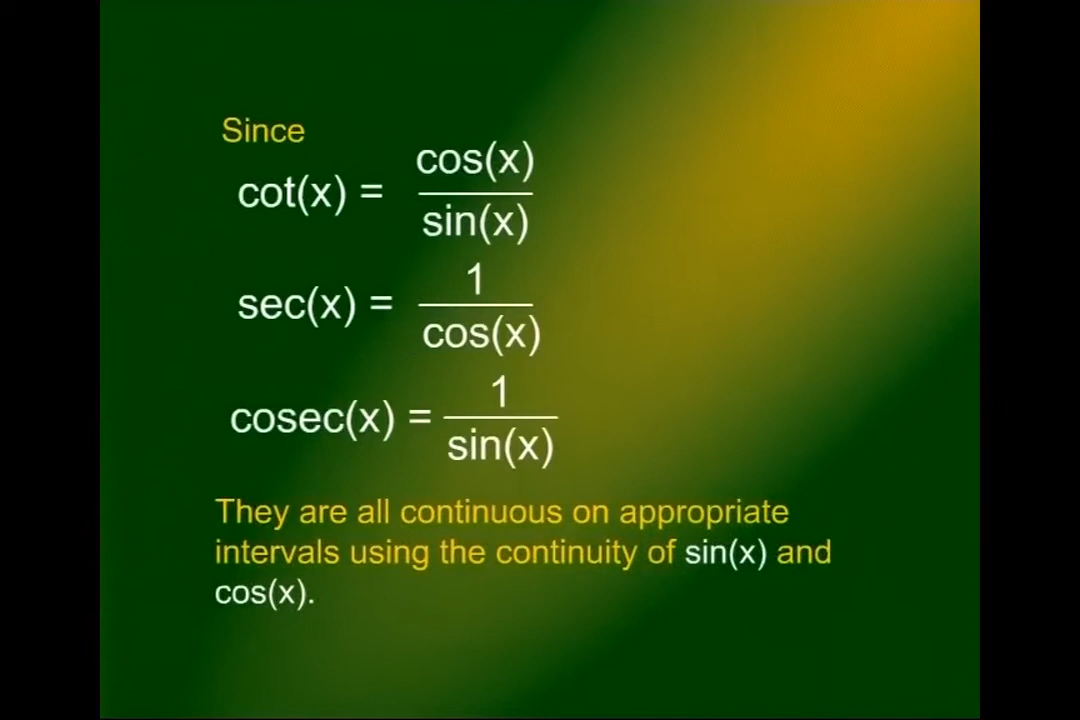 Since
cot(x) = cos(x)/sin(x)
sec(x) = 1/cos(x)
cosec(x) = 1/sin(x)
They are all continuous on appropriate
intervals using the continuity of sin(x) and
cos(x).